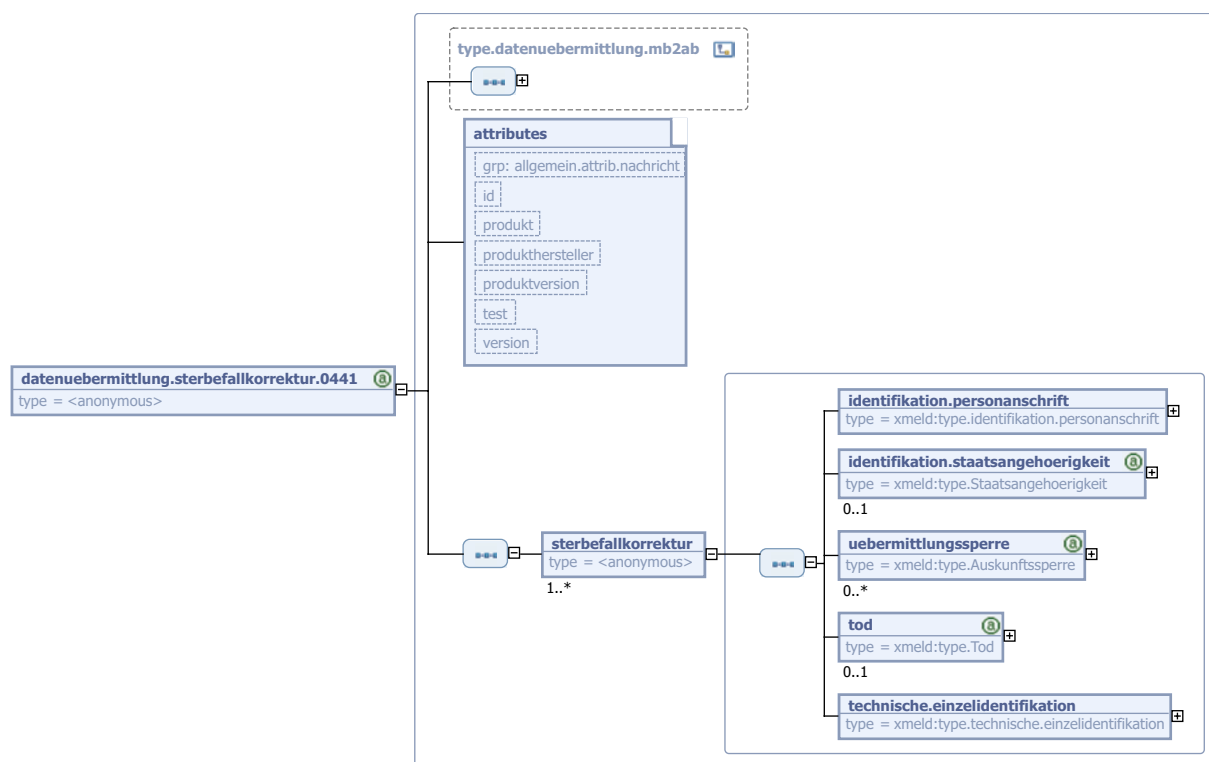 type.datenuebermittlung.mb2ab
attributes
grp: allgemein.attrib.nachricht
id
produkt
produkthersteller
produktversion
test
version
datenuebermittlung.sterbefallkorrektur.0441
type = <anonymous>
sterbefallkorrektur
type = <anonymous>
1..*
identifikation.personanschrift
type = xmeld:type.identifikation.personanschrift
identifikation.staatsangehoerigkeit
type = xmeld:type.Staatsangehoerigkeit
0..1
uebermittlungssperre
type = xmeld:type.Auskunftssperre
0..*
tod
type = xmeld:type.Tod
0..1
technische.einzelidentifikation
type = xmeld:type.technische.einzelidentifikation